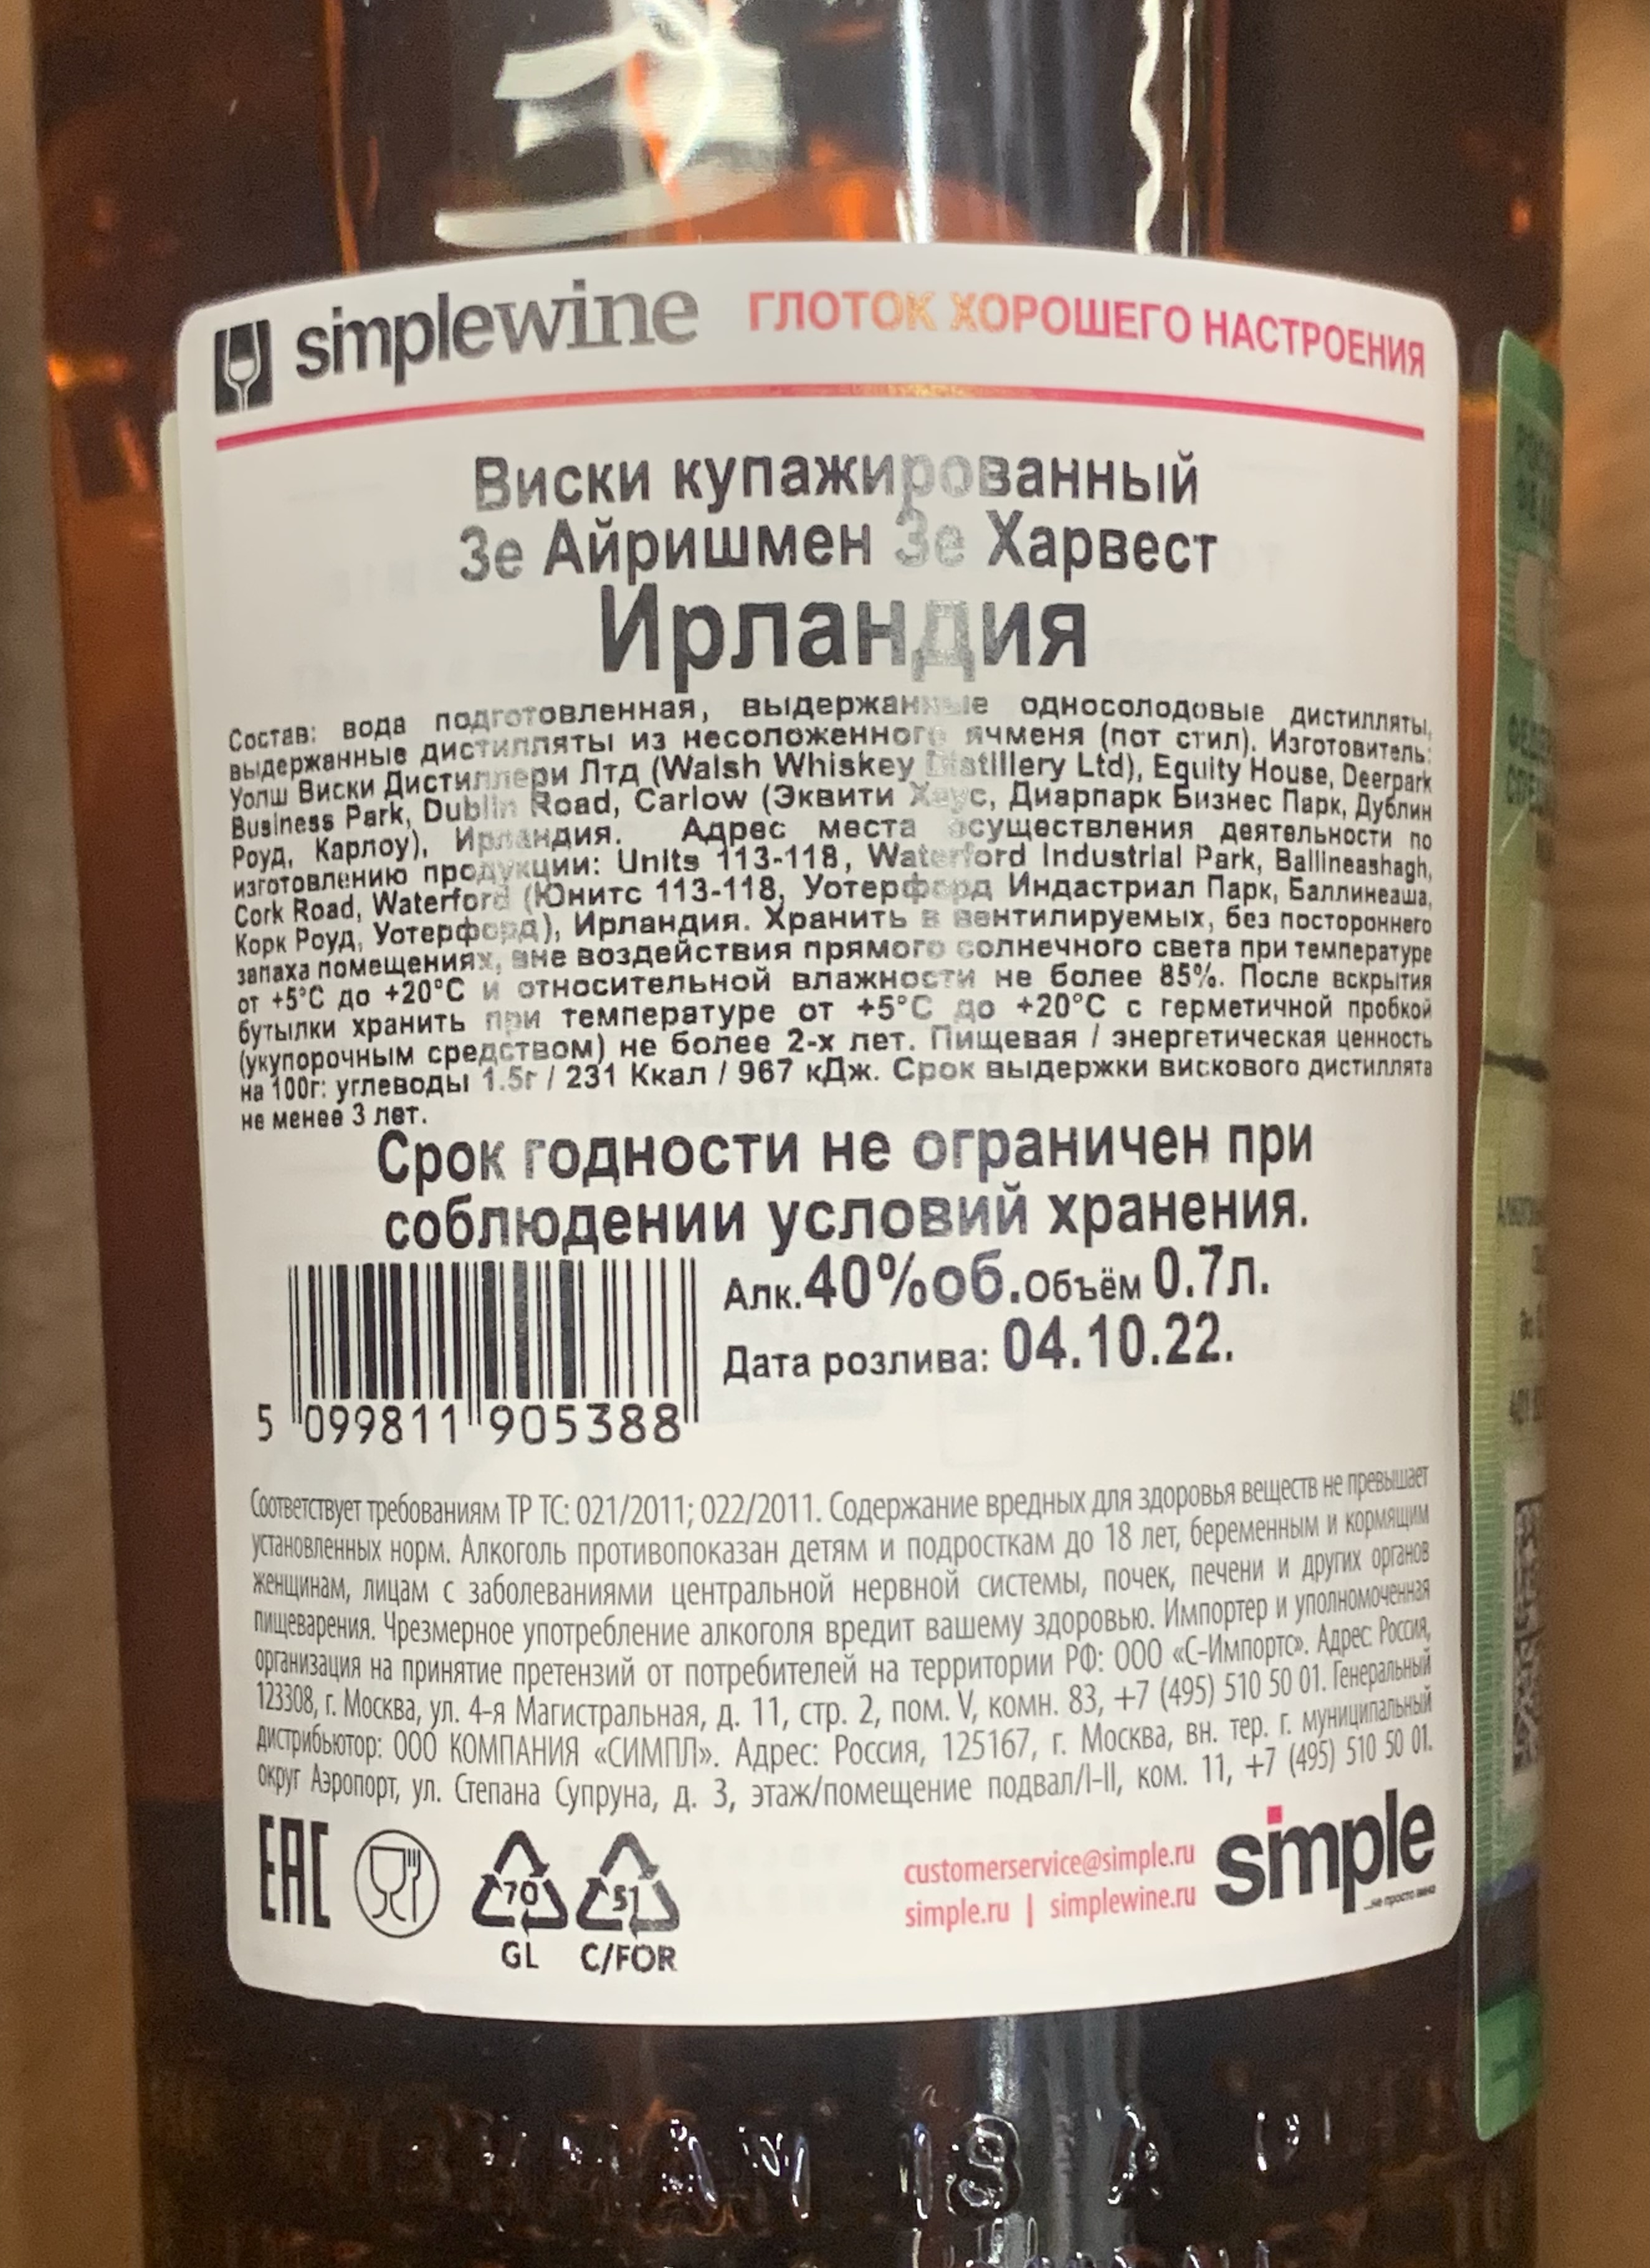 simplewine ГЛОТОК ХОРОШЕГО НАСТРОЕНИЯ
Виски купажированный
Зе Айришмен Зе Харвест
Ирландия
Состав: вода подготовленная, выдержанные односолодовые дистилляты,
выдержанные дистилляты из несоложенного ячменя (пот стил). Изготовитель:
Уолш Виски Дистиллери Лтд (Walsh Whiskey Distillery Ltd), Equity House, Deerpark
Business Park, Dublin Road, Carlow (Эквити Хаус, Диарпарк Бизнес Парк, Дублин
Роуд, Карлоу), Ирландия. Адрес места осуществления деятельности по
изготовлению продукции: Units 113-118, Waterford Industrial Park, Ballineashagh,
Cork Road, Waterford (Юнитс 113-118, Уотерфорд Индастриал Парк, Баллинеаша,
Корк Роуд, Уотерфорд), Ирландия. Хранить в вентилируемых, без постороннего
запаха помещениях, вне воздействия прямого солнечного света при температуре
от +5°C до +20°C и относительной влажности не более 85%. После вскрытия
бутылки хранить при температуре от +5°C до +20°C с герметичной пробкой
(укупорочным средством) не более 2-х лет. Пищевая / энергетическая ценность
на 100г: углеводы 1.5г / 231 Ккал / 967 кДж. Срок выдержки вискового дистиллята
не менее 3 лет.
Срок годности не ограничен при
соблюдении условий хранения.
Алк.40%об.Объём 0.7л.
Дата розлива: 04.10.22.
5 099811 905388
Соответствует требованиям ТР ТС: 021/2011; 022/2011. Содержание вредных для здоровья веществ не превышает
установленных норм. Алкоголь противопоказан детям и подросткам до 18 лет, беременным и кормящим
женщинам, лицам с заболеваниями центральной нервной системы, почек, печени и других органов
пищеварения. Чрезмерное употребление алкоголя вредит вашему здоровью. Импортер и уполномоченная
организация на принятие претензий от потребителей на территории РФ: ООО «С-Импортс». Адрес: Россия,
123308, г. Москва, ул. 4-я Магистральная, д. 11, стр. 2, пом. V, комн. 83, +7 (495) 510 50 01. Генеральный
дистрибьютор: ООО КОМПАНИЯ «СИМПЛ». Адрес: Россия, 125167, г. Москва, вн. тер. г. муниципальный
округ Аэропорт, ул. Степана Супруна, д. 3, этаж/помещение подвал/I-II, ком. 11, +7 (495) 510 50 01.
EAC
70 51
GL C/FOR
customerservice@simple.ru
simple.ru | simplewine.ru
simple
...не просто вино